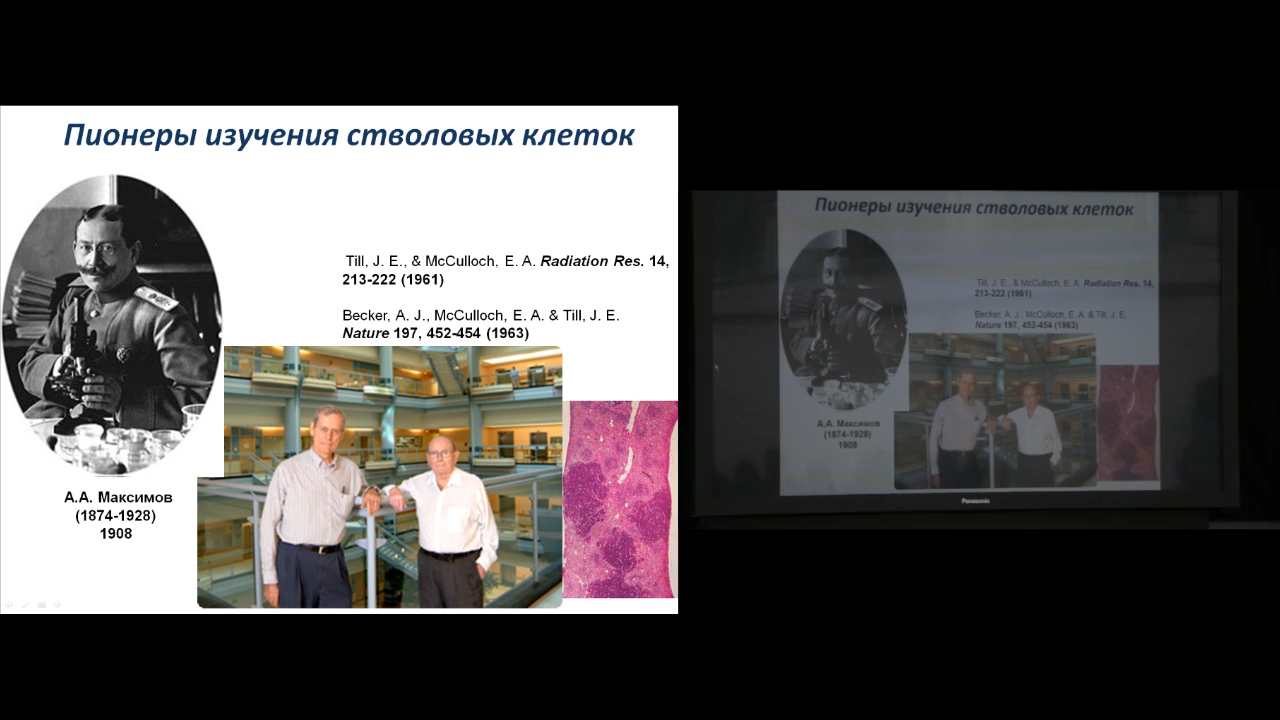 Пионеры изучения стволовых клеток
Till, J. E., & McCulloch, E. A. Radiation Res. 14,
213-222 (1961)
Becker, A. J., McCulloch, E. A. & Till, J. E.
Nature 197, 452-454 (1963)
А.А. Максимов
(1874-1928)
1908
Пионеры изучения стволовых клеток
Till, J. E., & McCulloch, E. A. Radiation Res. 14,
213-222 (1961)
Becker, A. J., McCulloch, E. A. & Till, J. E.
Nature 197, 452-454 (1963)
А.А. Максимов
(1874-1928)
1908
Panasonic